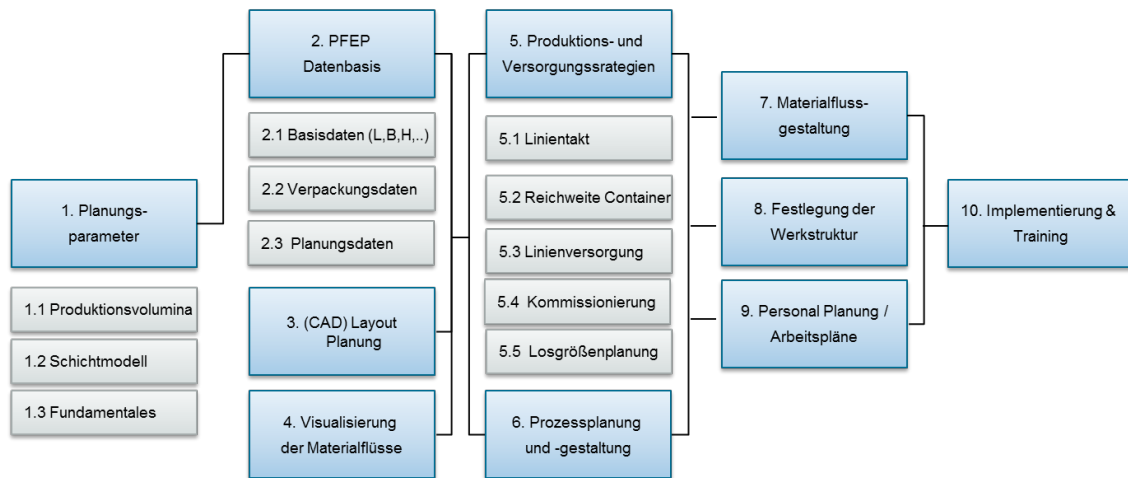 1. Planungs-
parameter
1.1 Produktionsvolumina
1.2 Schichtmodell
1.3 Fundamentales
2. PFEP
Datenbasis
2.1 Basisdaten (L,B,H,..)
2.2 Verpackungsdaten
2.3 Planungsdaten
3. (CAD) Layout
Planung
4. Visualisierung
der Materialflüsse
5. Produktions- und
Versorgungssrategien
5.1 Linientakt
5.2 Reichweite Container
5.3 Linienversorgung
5.4 Kommissionierung
5.5 Losgrößenplanung
6. Prozessplanung
und -gestaltung
7. Materialfluss-
gestaltung
8. Festlegung der
Werkstruktur
9. Personal Planung /
Arbeitspläne
10. Implementierung &
Training